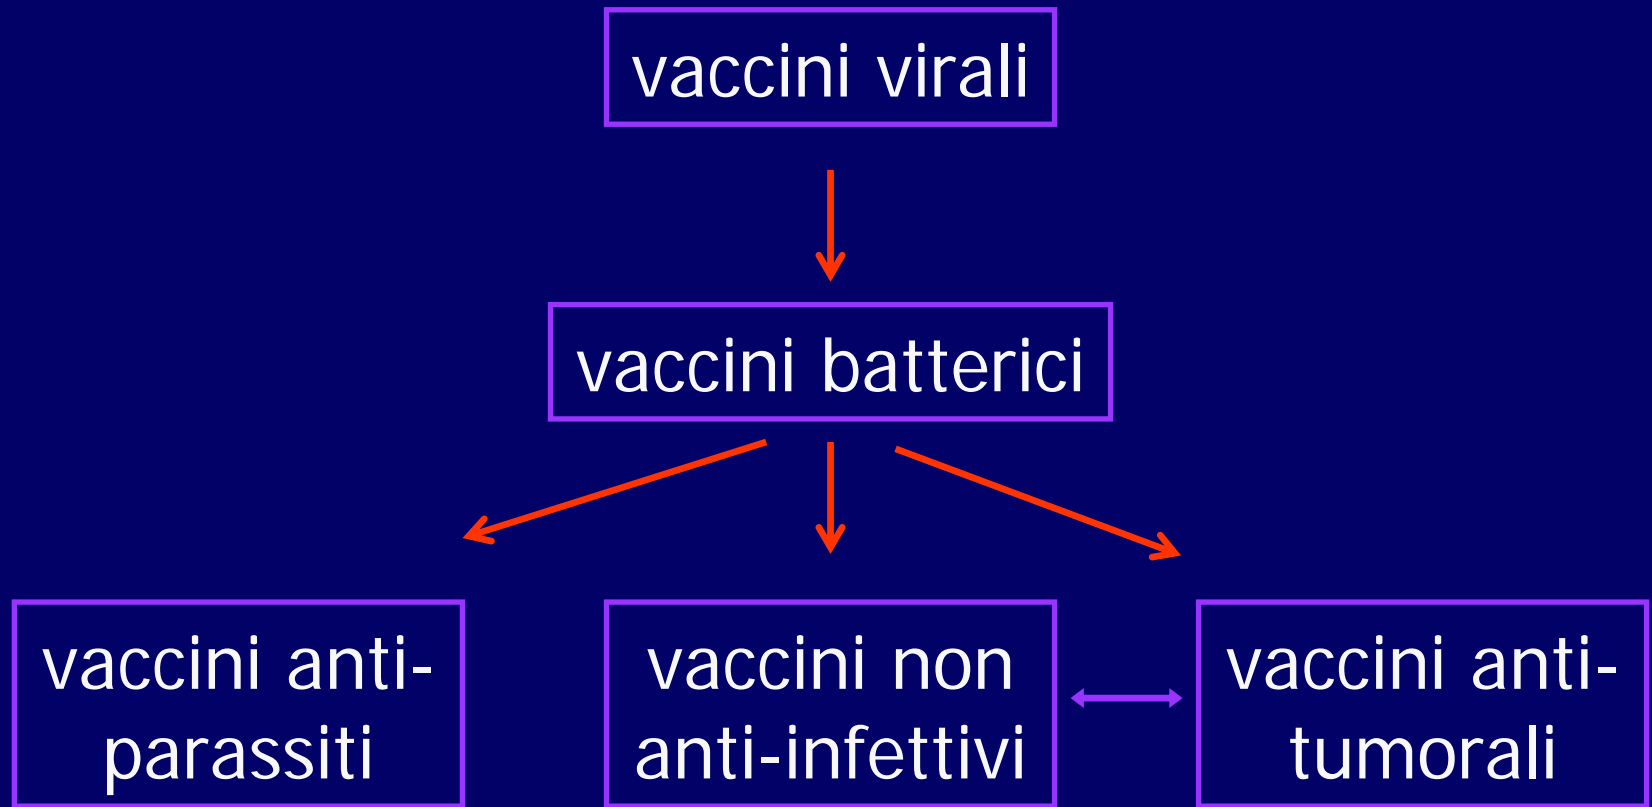 vaccini virali
vaccini batterici
vaccini anti-
parassiti
vaccini non
anti-infettivi
vaccini anti-
tumorali